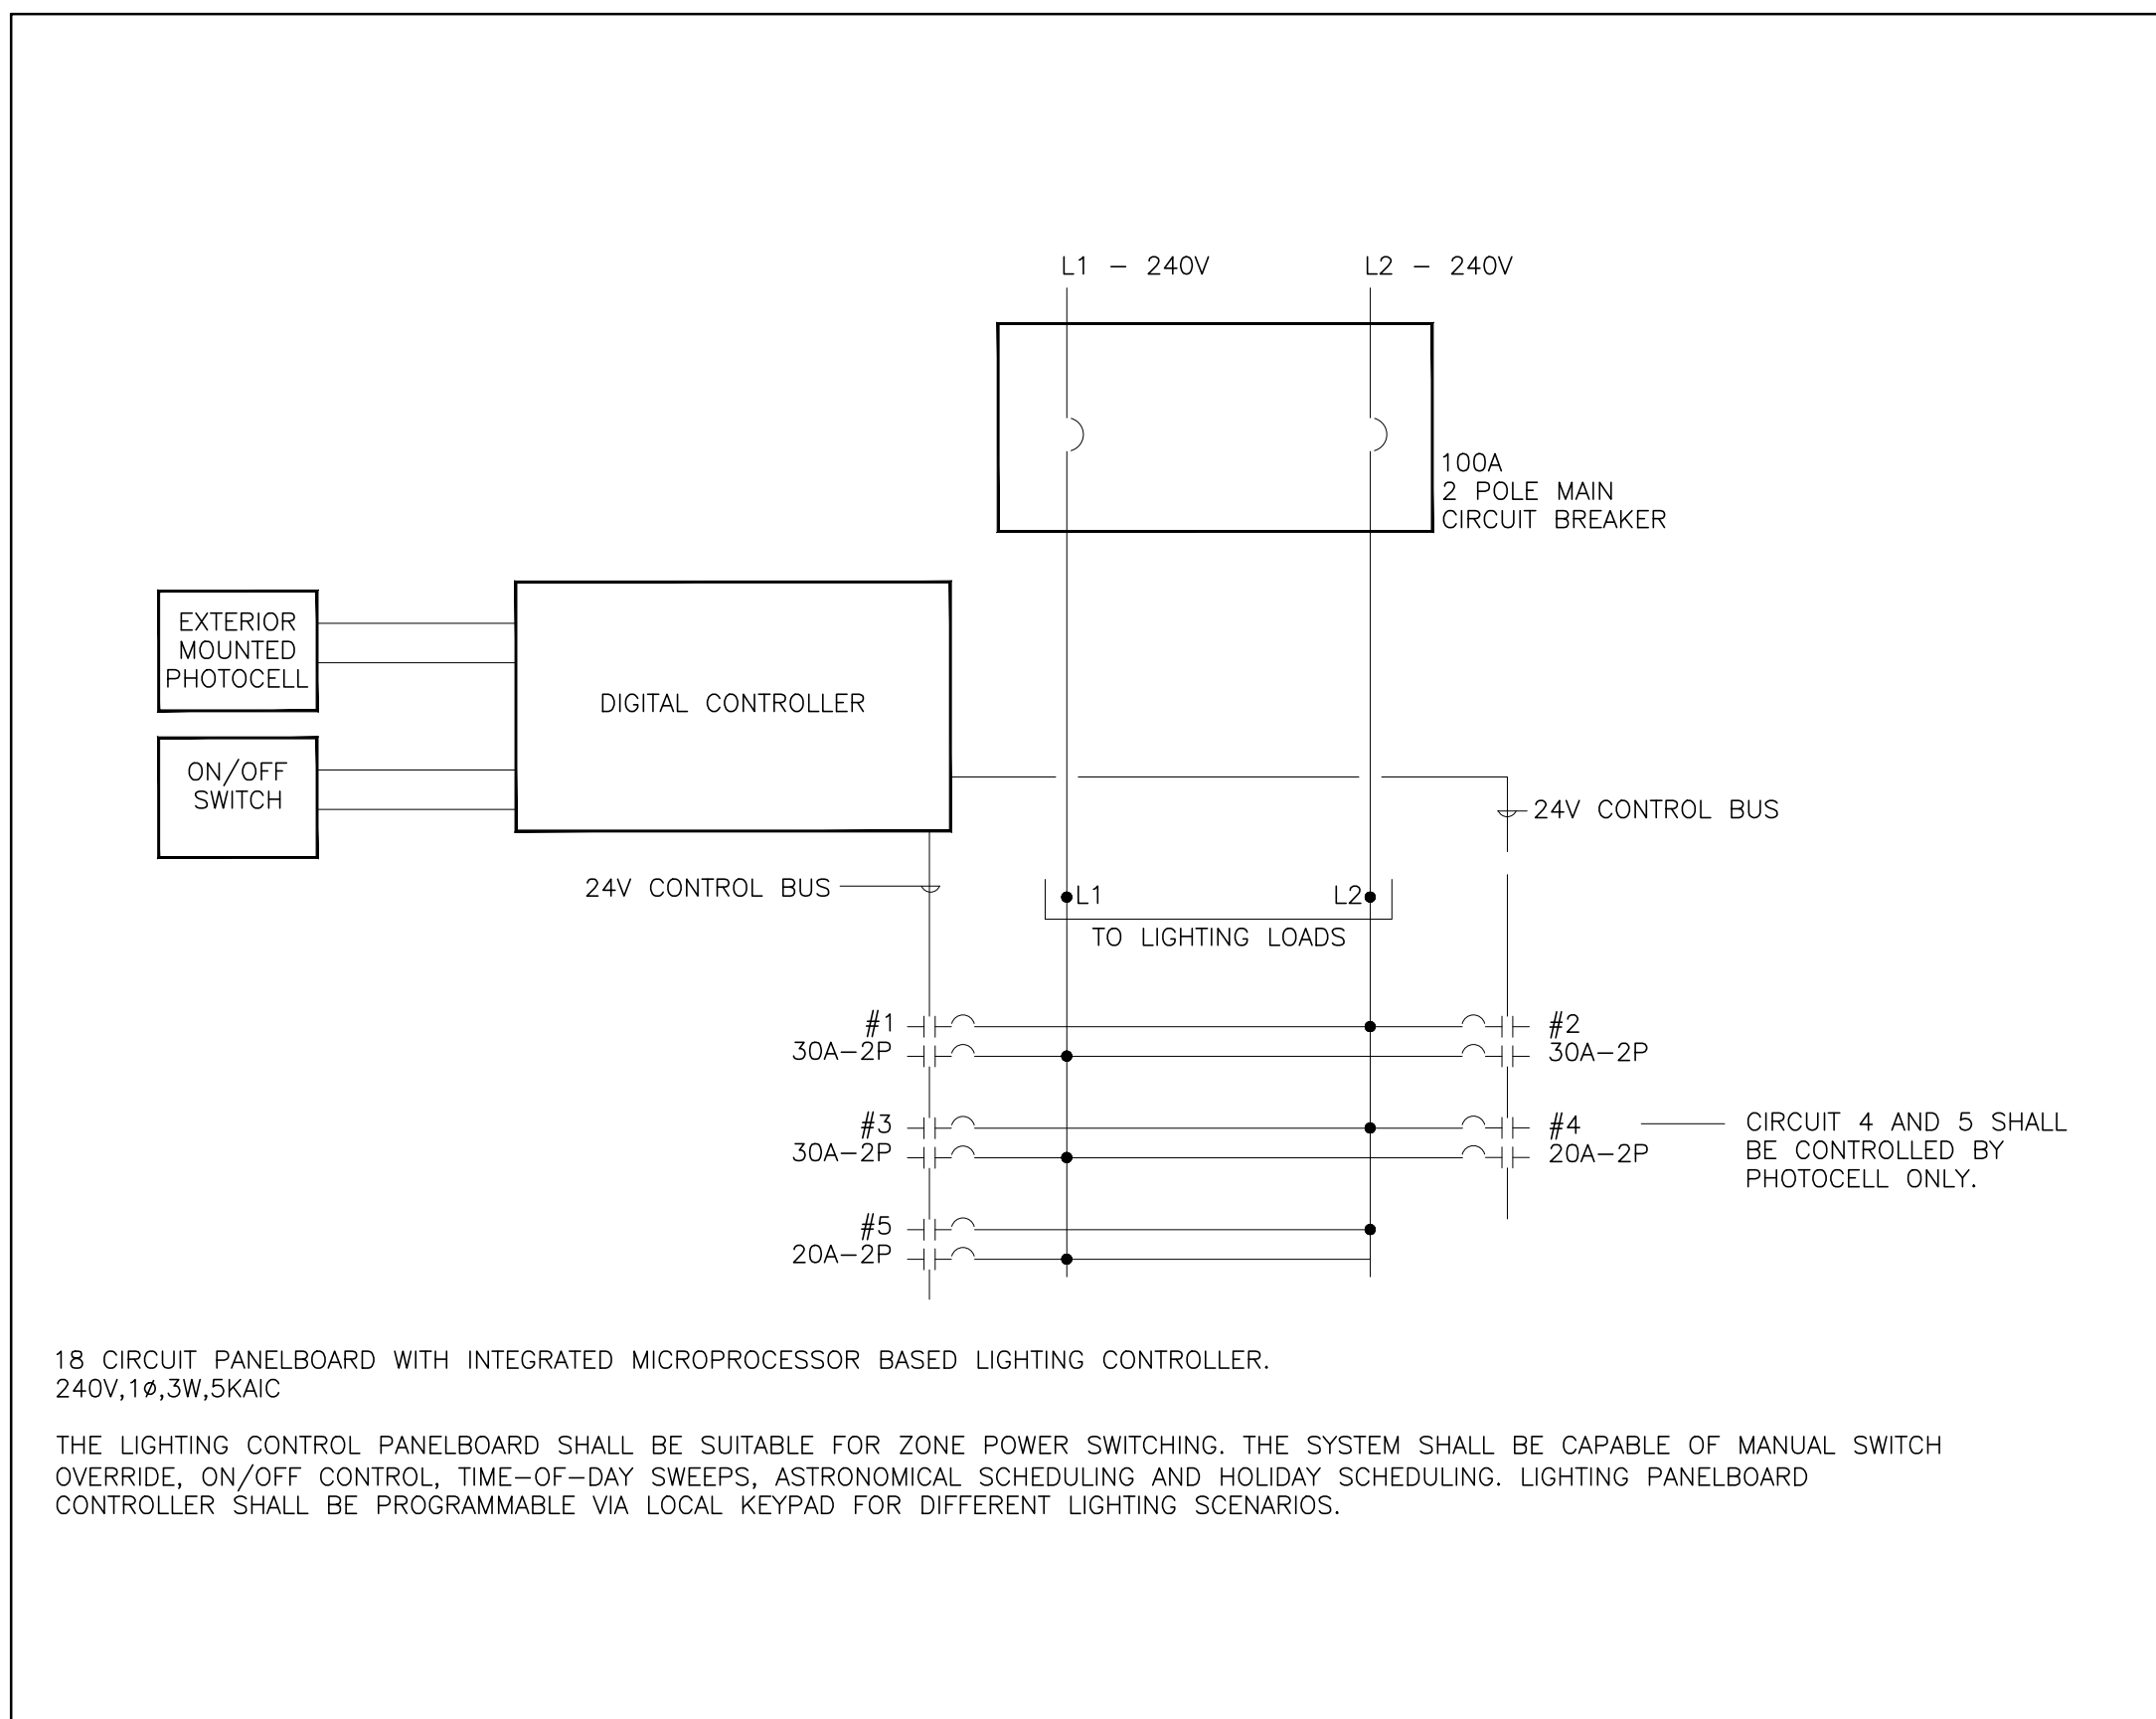 L1 - 240V
L2 - 240V
100A
2 POLE MAIN
CIRCUIT BREAKER
EXTERIOR
MOUNTED
PHOTOCELL
DIGITAL CONTROLLER
ON/OFF
SWITCH
24V CONTROL BUS
24V CONTROL BUS
L1
L2
TO LIGHTING LOADS
#1
30A-2P
#2
30A-2P
#3
30A-2P
#4
20A-2P
CIRCUIT 4 AND 5 SHALL
BE CONTROLLED BY
PHOTOCELL ONLY.
#5
20A-2P
18 CIRCUIT PANELBOARD WITH INTEGRATED MICROPROCESSOR BASED LIGHTING CONTROLLER.
240V,1ø,3W,5KAIC
THE LIGHTING CONTROL PANELBOARD SHALL BE SUITABLE FOR ZONE POWER SWITCHING. THE SYSTEM SHALL BE CAPABLE OF MANUAL SWITCH
OVERRIDE, ON/OFF CONTROL, TIME-OF-DAY SWEEPS, ASTRONOMICAL SCHEDULING AND HOLIDAY SCHEDULING. LIGHTING PANELBOARD
CONTROLLER SHALL BE PROGRAMMABLE VIA LOCAL KEYPAD FOR DIFFERENT LIGHTING SCENARIOS.